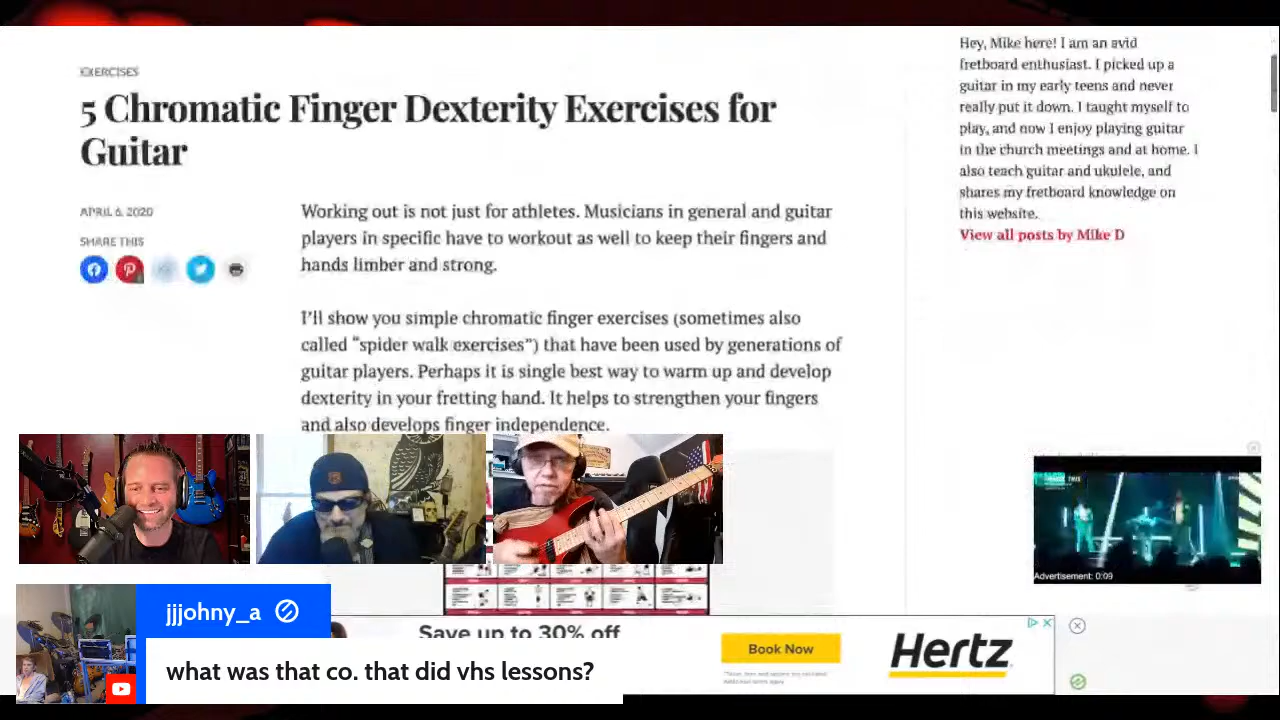 EXERCISES
5 Chromatic Finger Dexterity Exercises for
Guitar
APRIL 6, 2020
SHARE THIS
Working out is not just for athletes. Musicians in general and guitar
players in specific have to workout as well to keep their fingers and
hands limber and strong.
I'll show you simple chromatic finger exercises (sometimes also
called “spider walk exercises”) that have been used by generations of
guitar players. Perhaps it is single best way to warm up and develop
dexterity in your fretting hand. It helps to strengthen your fingers
and also develops finger independence.
Hey, Mike here! I am an avid
fretboard enthusiast. I picked up a
guitar in my early teens and never
really put it down. I taught myself to
play, and now I enjoy playing guitar
in the church meetings and at home. I
also teach guitar and ukulele, and
shares my fretboard knowledge on
this website.
View all posts by Mike D
Advertisement: 0:09
Save up to 30% off
Book Now
Hertz
jjjohny_a
what was that co. that did vhs lessons?